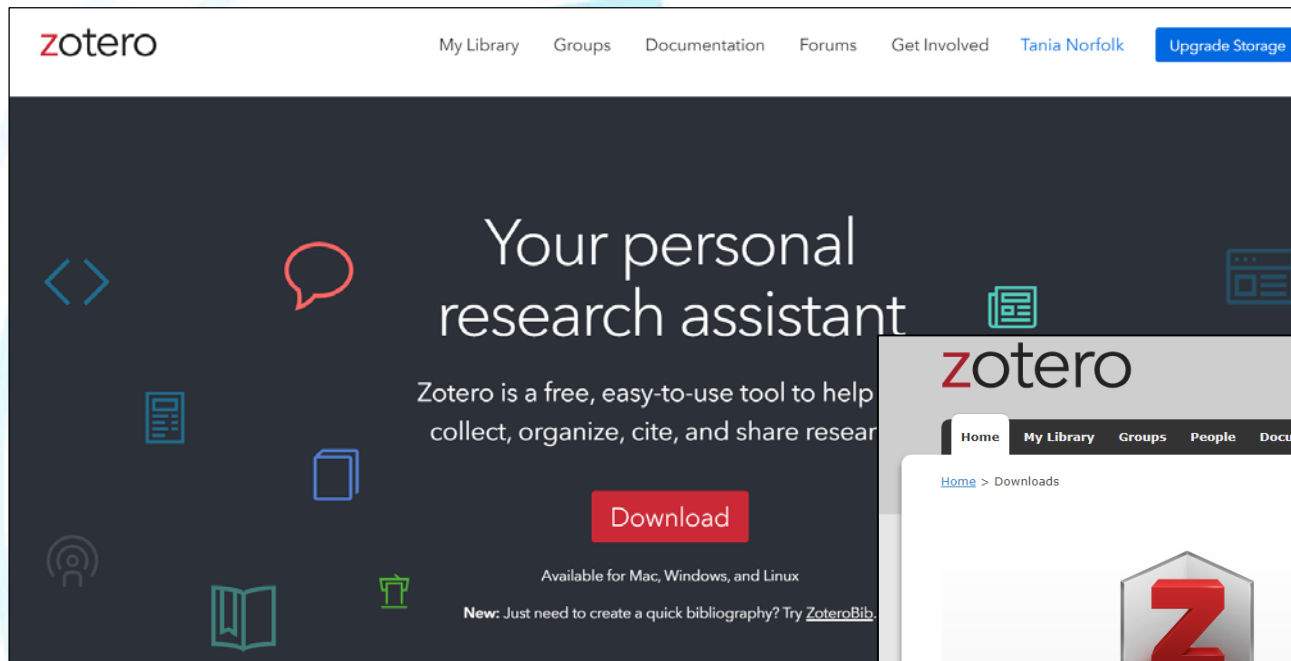 zotero
My Library Groups Documentation Forums Get Involved Tania Norfolk Upgrade Storage
Your personal
research assistant
Zotero is a free, easy-to-use tool to help
collect, organize, cite, and share resear
Download
Available for Mac, Windows, and Linux
New: Just need to create a quick bibliography? Try ZoteroBib.
zotero
Home My Library Groups People Docu
Home > Downloads
Z